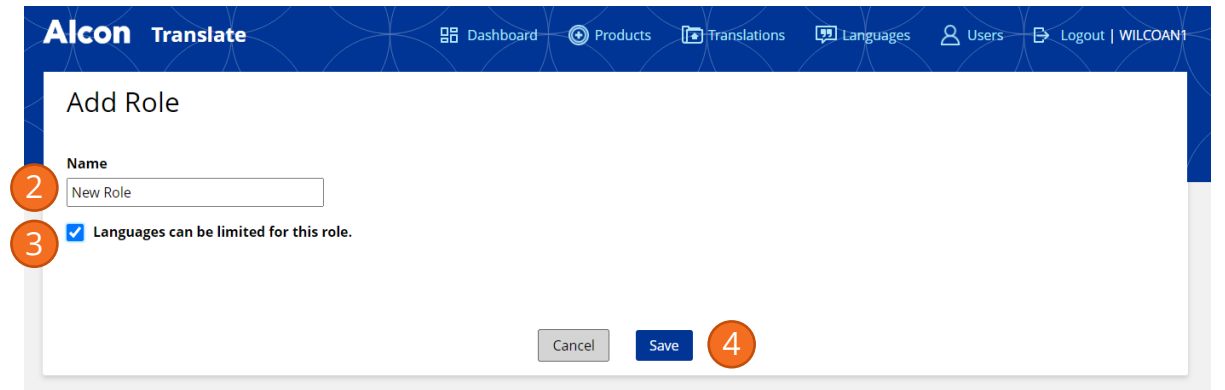 Alcon Translate Dashboard Products Translations Languages Users Logout | WILCOAN1
Add Role
Name
2 New Role
3 Languages can be limited for this role.
Cancel Save 4